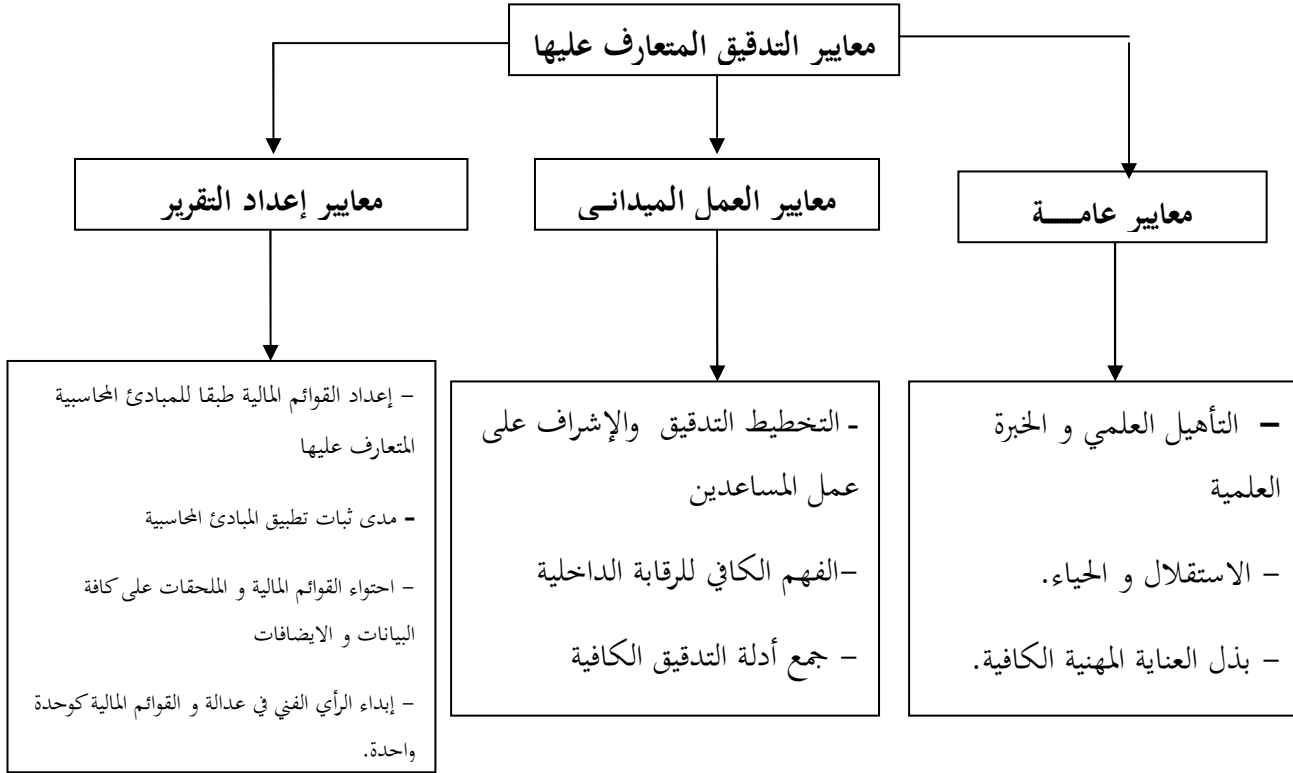 معايير التدقيق المتعارف عليها
معايير عامـــــة
معايير العمل الميدانــي
معايير إعداد التقرير
– التأهيل العلمي و الخبرة
العلمية
– الاستقلال و الحياء.
– بذل العناية المهنية الكافية.
- التخطيط التدقيق والإشراف على
عمل المساعدين
–الفهم الكافي للرقابة الداخلية
– جمع أدلة التدقيق الكافية
– إعداد القوائم المالية طبقا للمبادئ المحاسبية
المتعارف عليها
- مدى ثبات تطبيق المبادئ المحاسبية
– احتواء القوائم المالية و الملحقات على كافة
البيانات و الايضافات
– إبداء الرأي الفني في عدالة و القوائم المالية كوحدة
واحدة.